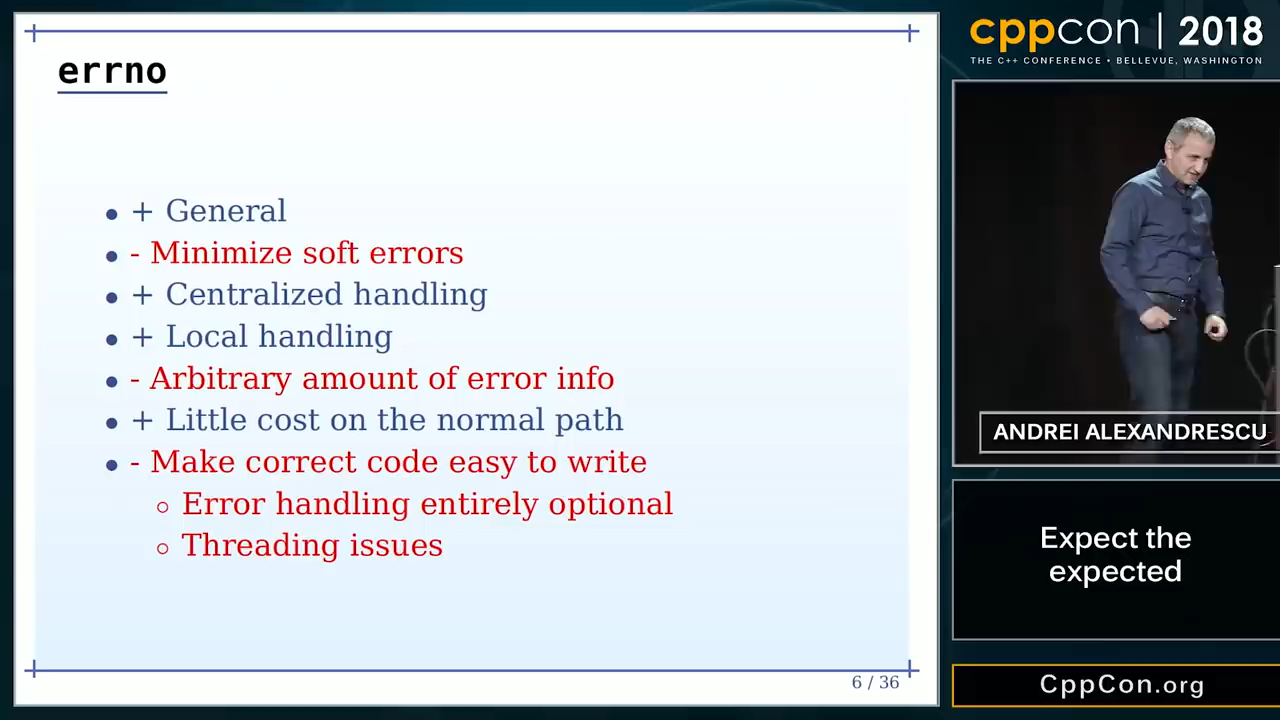 errno
+ General
- Minimize soft errors
+ Centralized handling
+ Local handling
- Arbitrary amount of error info
+ Little cost on the normal path
- Make correct code easy to write
Error handling entirely optional
Threading issues
6 / 36
cppcon | 2018
THE C++ CONFERENCE • BELLEVUE, WASHINGTON
ANDREI ALEXANDRESCU
Expect the
expected
CppCon.org